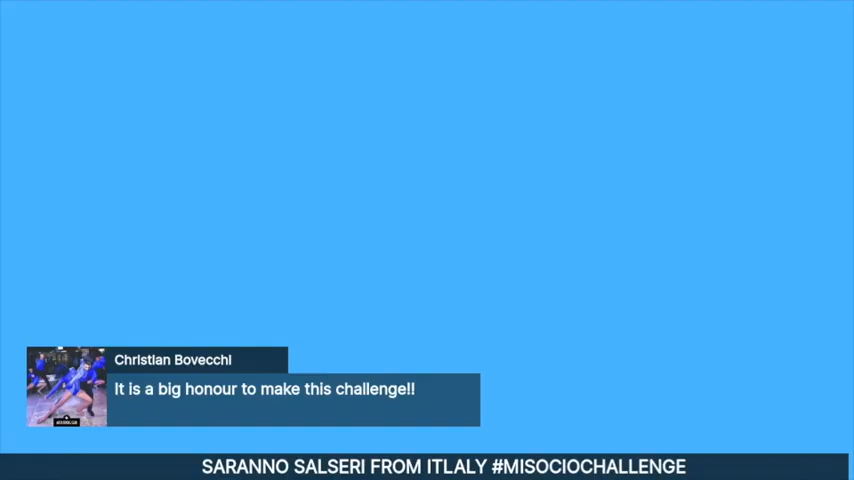 Christian Bovecchi
It is a big honour to make this challenge!!
SARANNO SALSERI FROM ITLALY #MISOCIOCHALLENGE